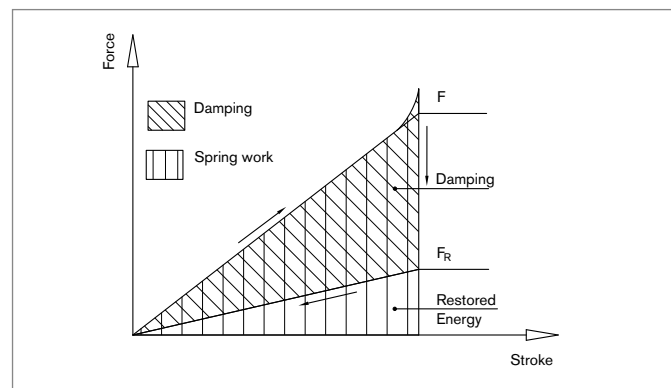 Force
Damping
Spring work
F
Damping
F_R
Restored
Energy
Stroke